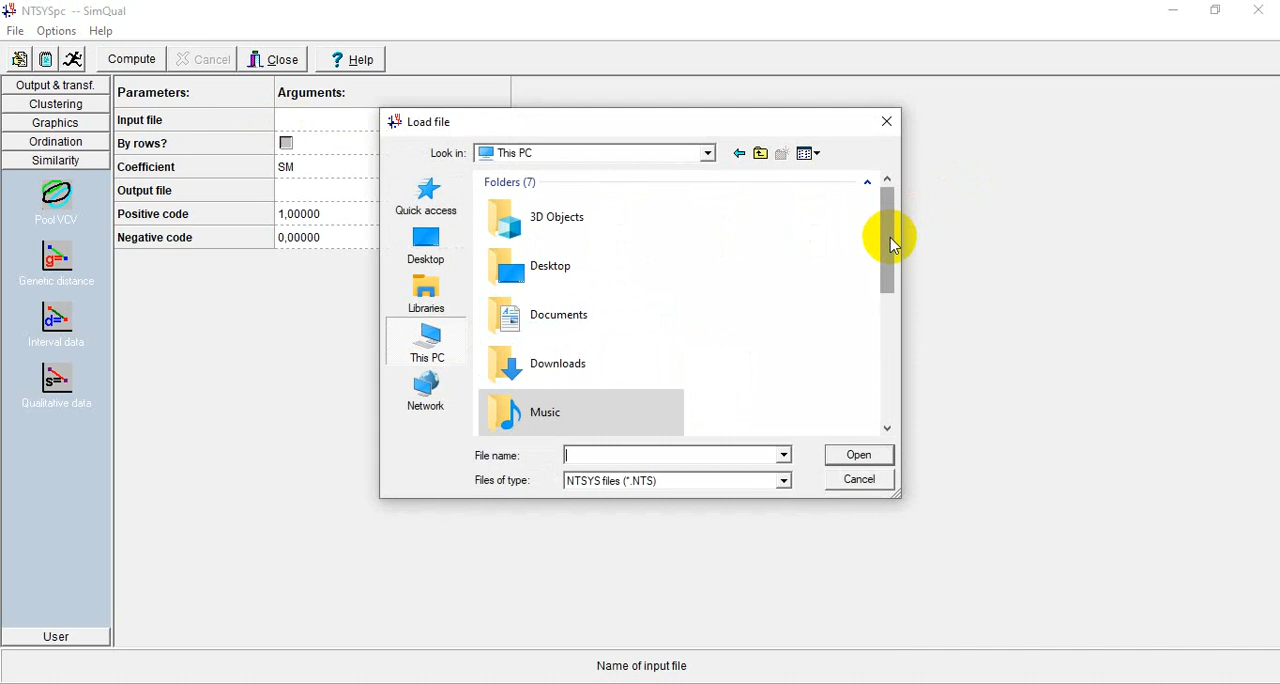 NTSYSpc -- SimQual
File Options Help
Compute Cancel Close Help
Output & transf.
Clustering
Graphics
Ordination
Similarity
Pool VCV
g=
Genetic distance
d=
Interval data
s=
Qualitative data
User
Parameters: Arguments:
Input file
By rows?
Coefficient SM
Output file
Positive code 1,00000
Negative code 0,00000
Load file
Look in: This PC
Quick access
Desktop
Libraries
This PC
Network
Folders (7)
3D Objects
Desktop
Documents
Downloads
Music
File name: Open
Files of type: NTSYS files (*.NTS) Cancel
Name of input file